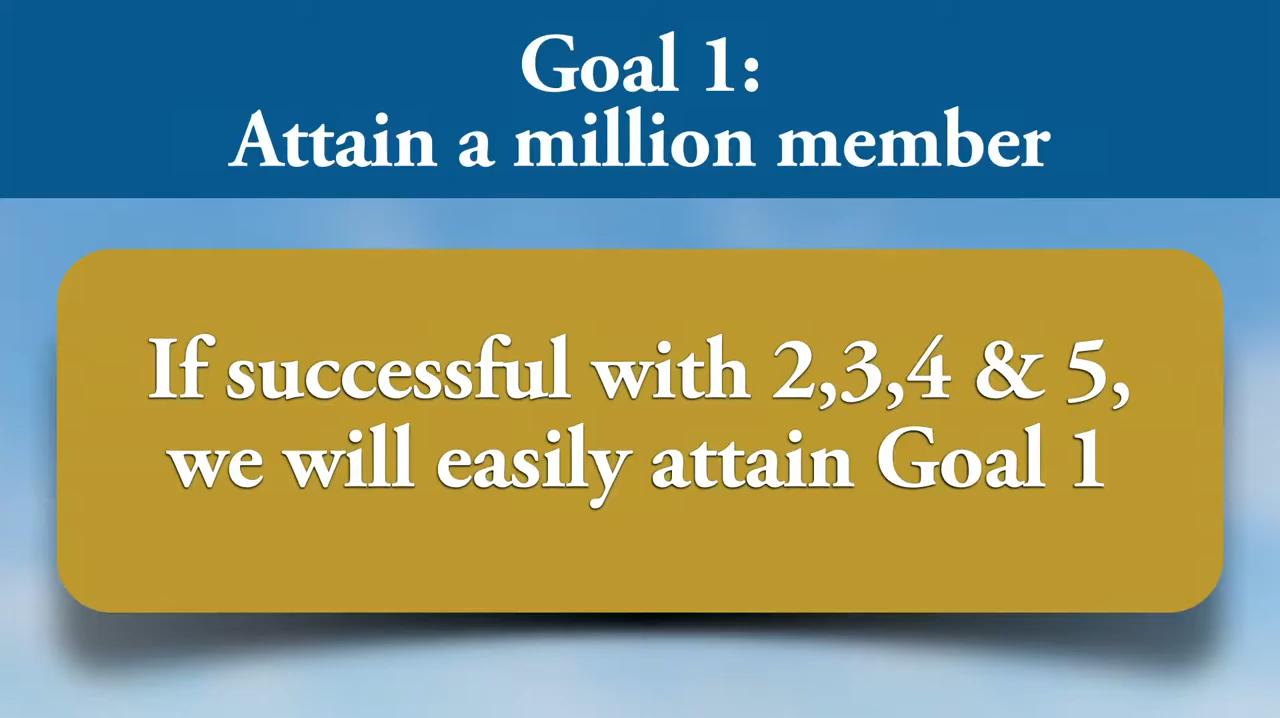 Goal 1:
Attain a million member
If successful with 2,3,4 & 5,
we will easily attain Goal 1